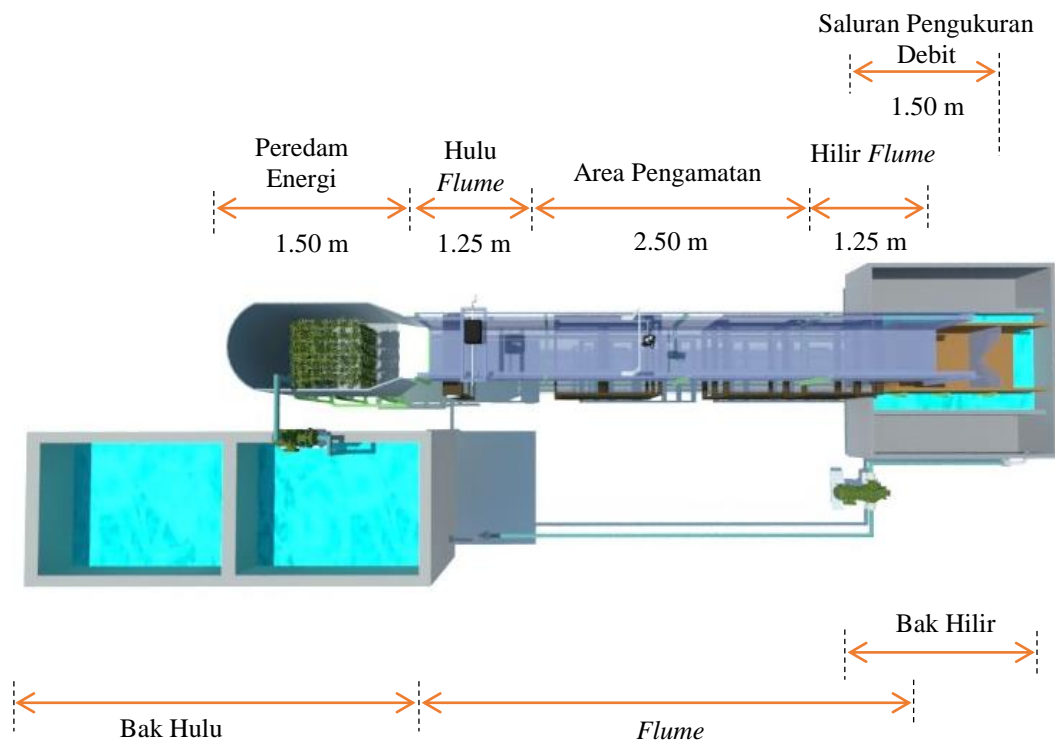 Saluran Pengukuran
Debit
1.50 m
Peredam
Energi
Hulu
Flume
Area Pengamatan
Hilir Flume
1.50 m
1.25 m
2.50 m
1.25 m
Bak Hilir
Bak Hulu
Flume